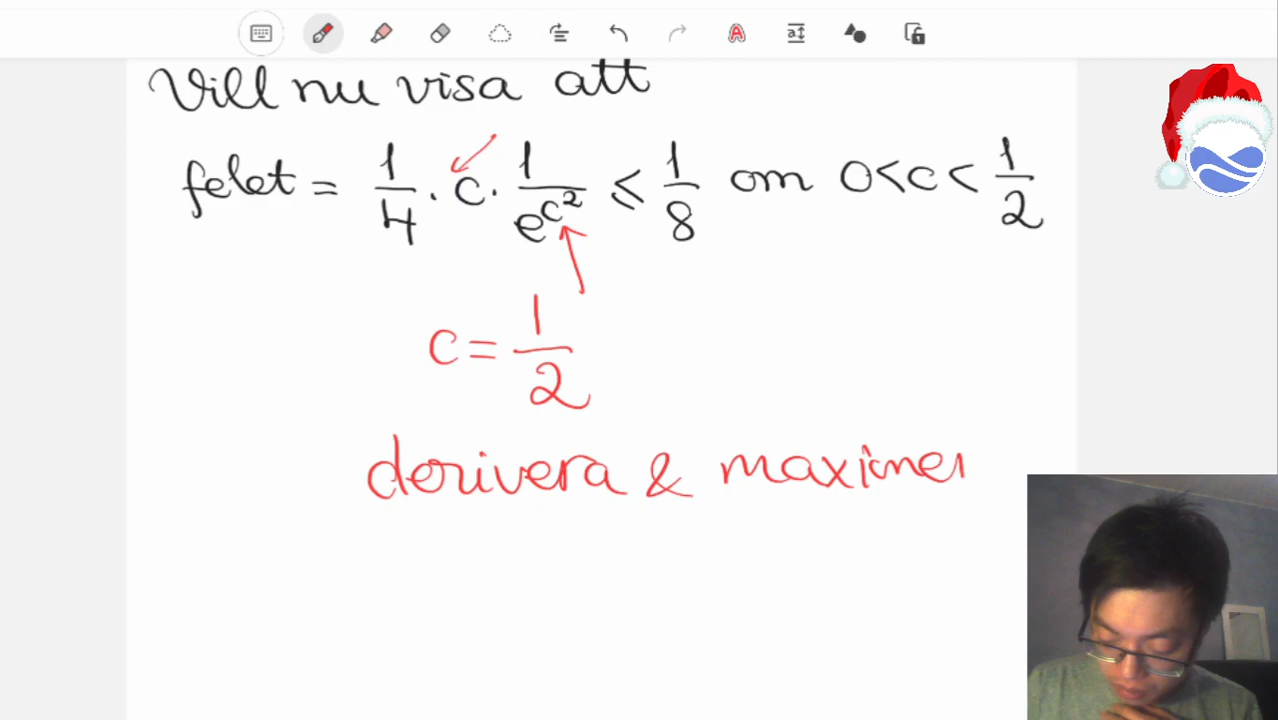 Vill nu visa att
felet = 1/4 · c · 1/e^c² ≤ 1/8 om 0<c<1/2
c = 1/2
derivera & maximer